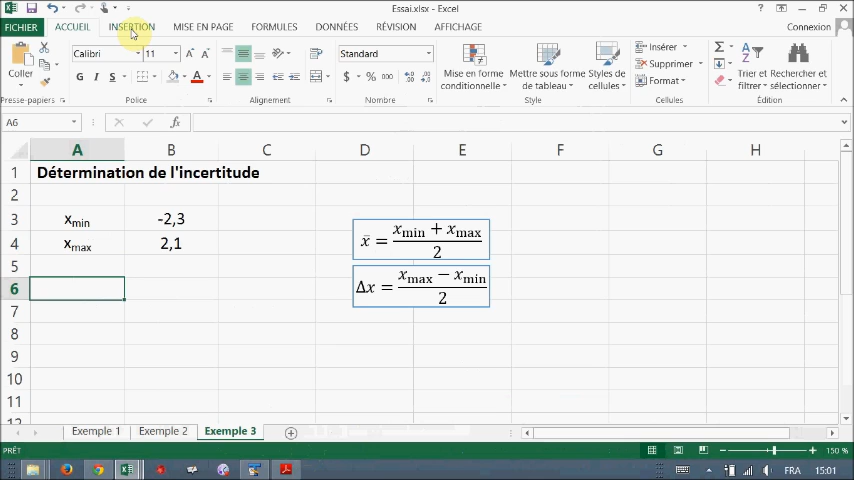 Essai.xlsx - Excel
FICHIER ACCUEIL INSERTION MISE EN PAGE FORMULES DONNÉES RÉVISION AFFICHAGE Connexion
Coller
Calibri 11
G I S
Standard
$ % 000
Mise en forme conditionnelle
Mettre sous forme de tableau
Styles de cellules
Insérer
Supprimer
Format
Trier et filtrer
Rechercher et sélectionner
Presse-papiers Police Alignement Nombre Style Cellules Édition
A6 fx
A B C D E F G H
1 Détermination de l'incertitude
2
3 xmin -2,3
4 xmax 2,1
5
6
7
8
9
10
11
12
x̄ = (xmin + xmax)/2
Δx = (xmax − xmin)/2
Exemple 1 Exemple 2 Exemple 3
PRÊT 150 %
FRA 15:01